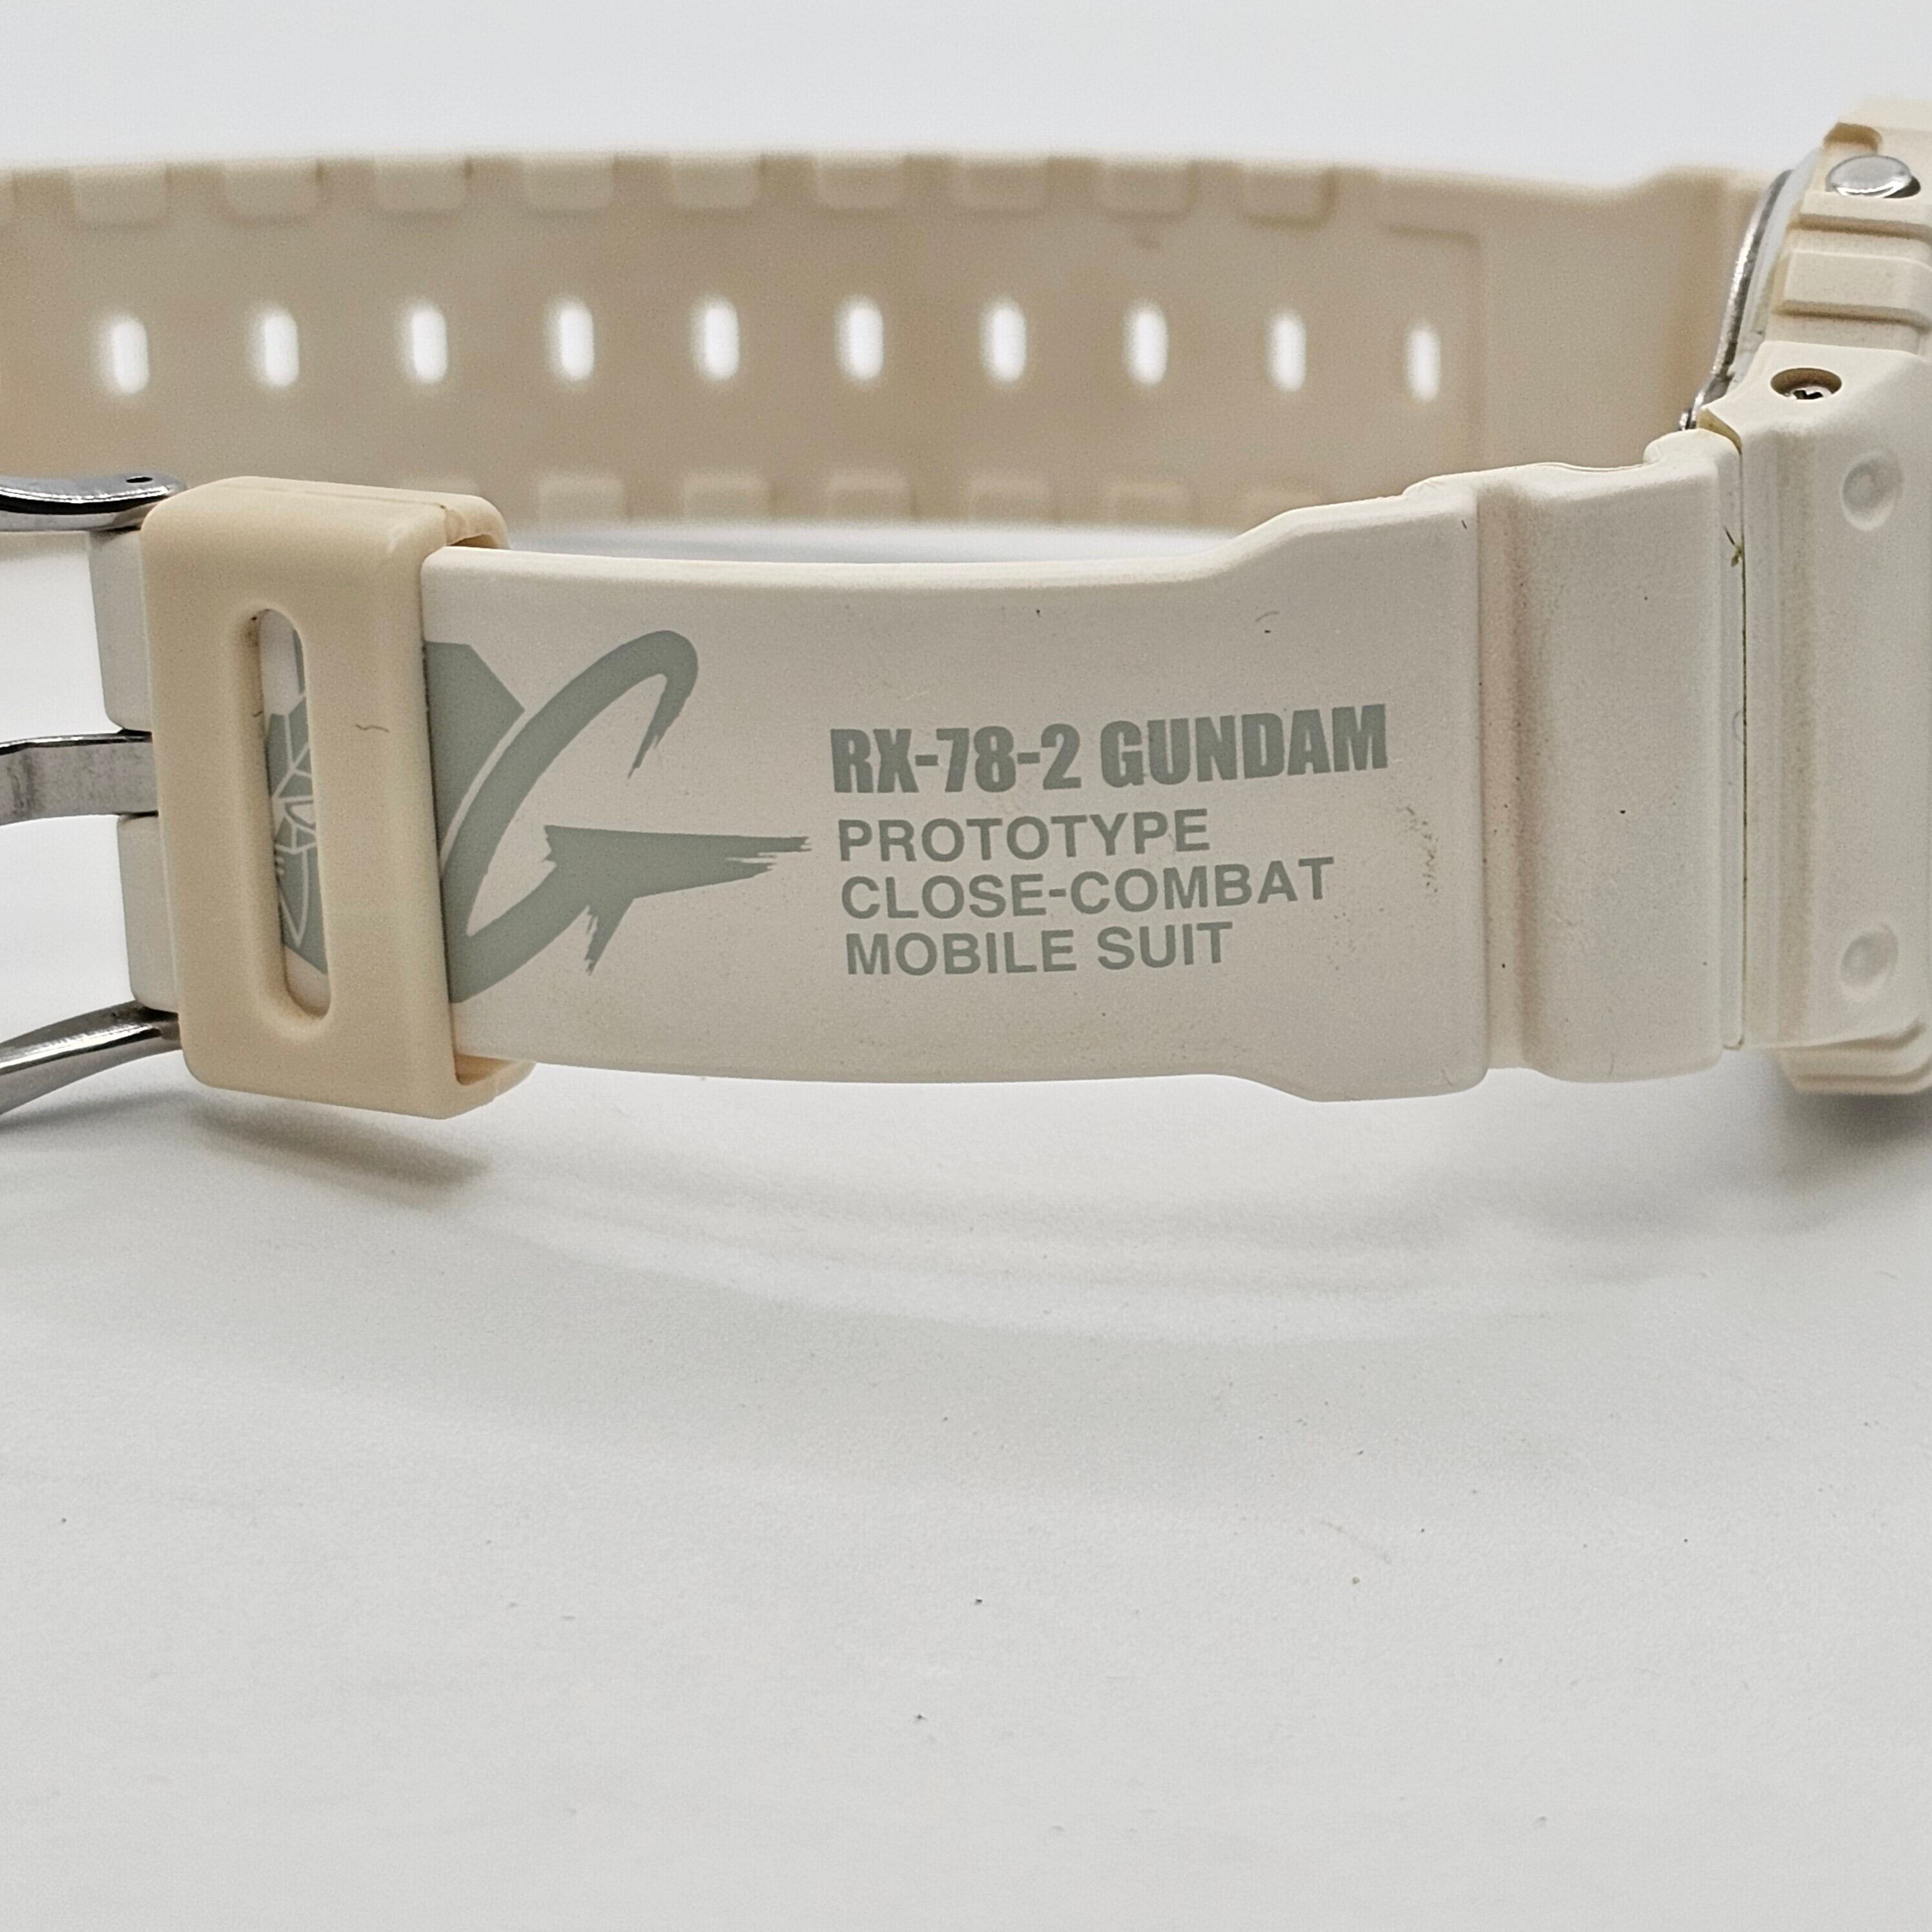 RX-78-2 GUNDAM
PROTOTYPE
CLOSE-COMBAT
MOBILE SUIT